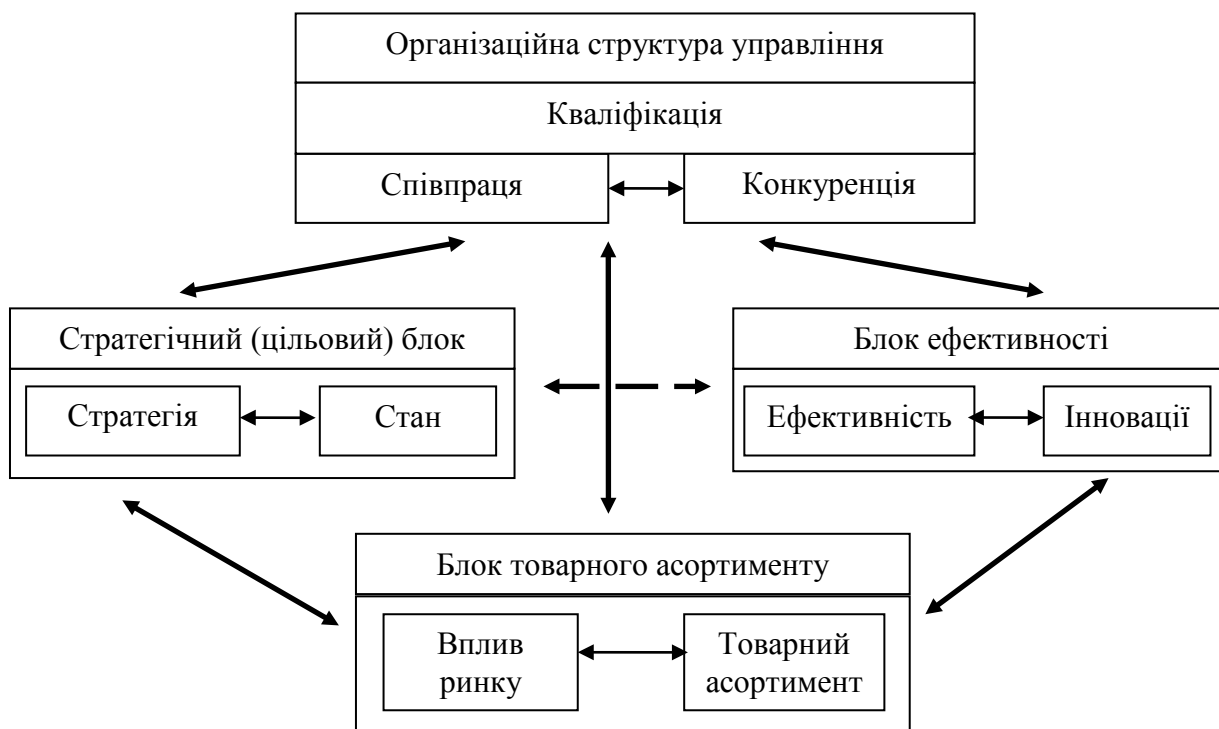 Організаційна структура управління
Кваліфікація
Співпраця
Конкуренція
Стратегічний (цільовий) блок
Стратегія
Стан
Блок ефективності
Ефективність
Інновації
Блок товарного асортименту
Вплив
ринку
Товарний
асортимент